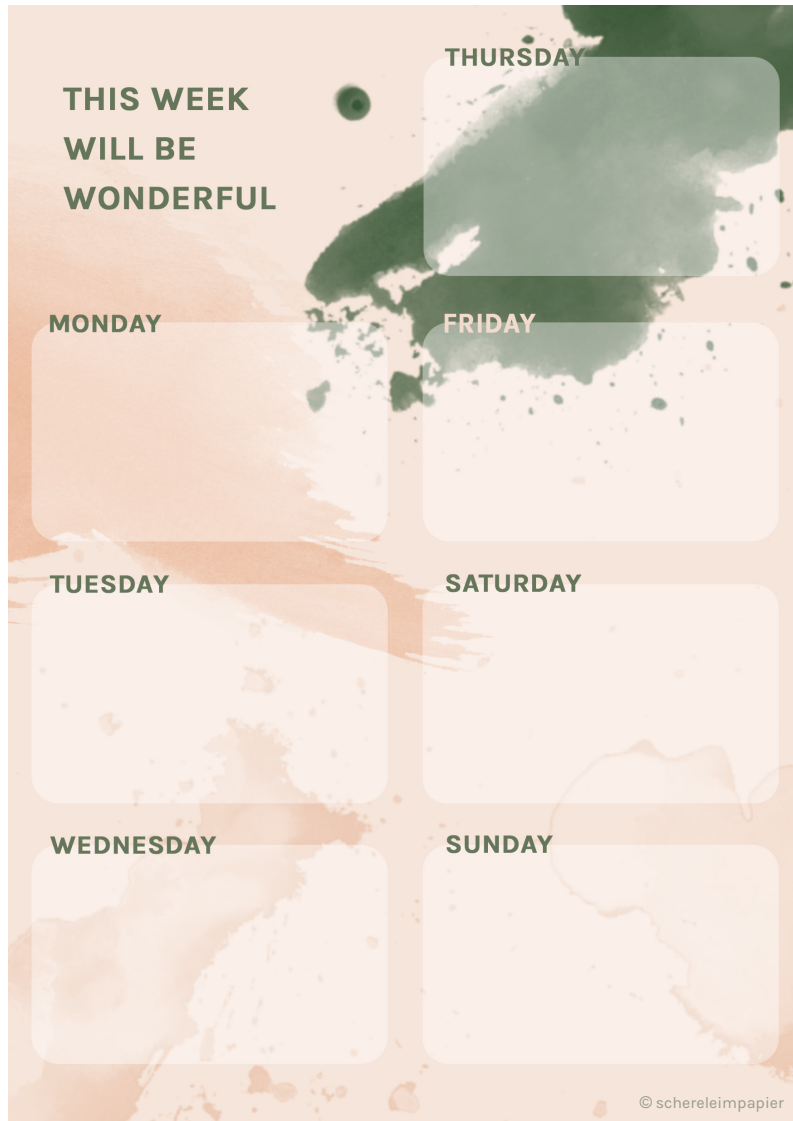 THIS WEEK
WILL BE
WONDERFUL
MONDAY
TUESDAY
WEDNESDAY
THURSDAY
FRIDAY
SATURDAY
SUNDAY
© schereleimpapier